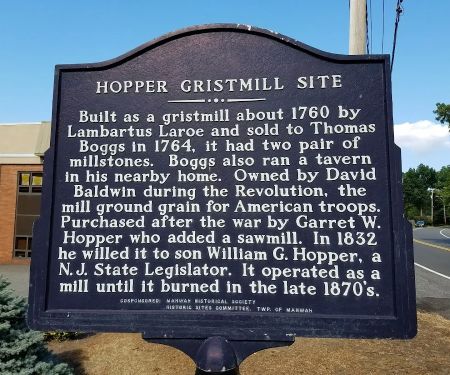 HOPPER GRISTMILL SITE
Built as a gristmill about 1760 by
Lambartus Laroe and sold to Thomas
Boggs in 1764, it had two pair of
millstones. Boggs also ran a tavern
in his nearby home. Owned by David
Baldwin during the Revolution, the
mill ground grain for American troops.
Purchased after the war by Garret W.
Hopper who added a sawmill. In 1832
he willed it to son William G. Hopper, a
N.J. State Legislator. It operated as a
mill until it burned in the late 1870's.
COSPONSORED: MAHWAH HISTORICAL SOCIETY
HISTORIC SITES COMMITTEE, TWP. OF MAHWAH